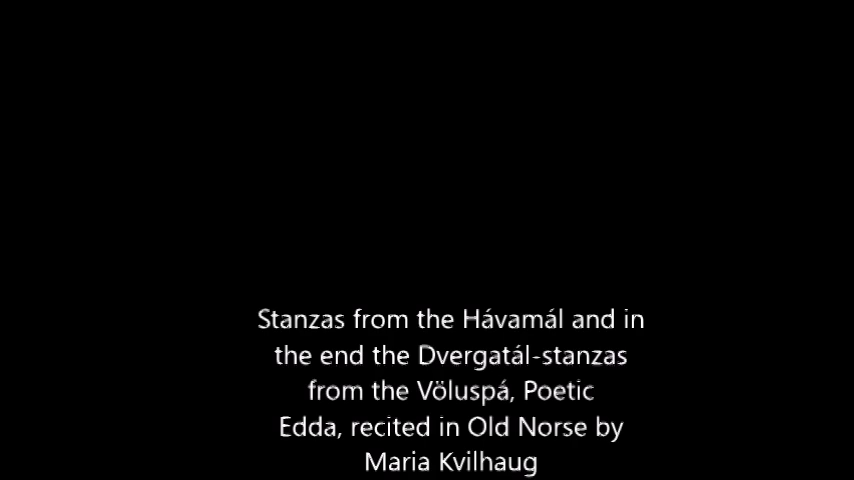 Stanzas from the Hávamál and in
the end the Dvergatál-stanzas
from the Völuspá, Poetic
Edda, recited in Old Norse by
Maria Kvilhaug